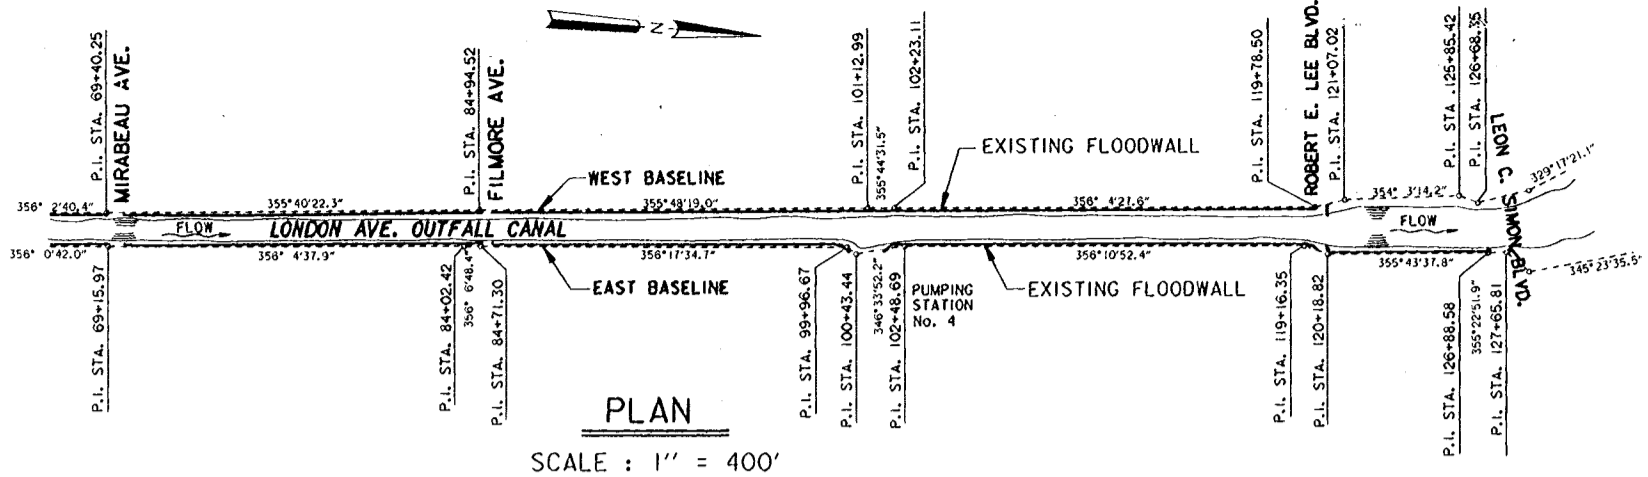 N
P.I. STA. 69+40.25
MIRABEAU AVE.
P.I. STA. 84+94.52
FILMORE AVE.
P.I. STA. 101+12.99
355°44'31.5"
P.I. STA. 102+23.11
P.I. STA. 119+78.50
ROBERT E. LEE BLVD.
P.I. STA. 121+07.02
P.I. STA. 125+85.42
P.I. STA. 126+68.35
LEON C. SIMON BLVD.
329°17'21.1"
EXISTING FLOODWALL
WEST BASELINE
356° 2'40.4"
355°40'22.3"
355°48'19.0"
356° 4'27.6"
354° 3'14.2"
FLOW
LONDON AVE. OUTFALL CANAL
FLOW
356° 0'42.0"
356° 4'37.9"
356° 6'48.4"
356°17'34.7"
346°33'52.2"
356°10'52.4"
355°43'37.8"
355°22'51.9"
345°23'35.5"
EAST BASELINE
EXISTING FLOODWALL
PUMPING
STATION
No. 4
P.I. STA. 69+15.97
P.I. STA. 84+02.42
P.I. STA. 84+71.30
P.I. STA. 99+96.67
P.I. STA. 100+43.44
P.I. STA. 102+48.69
P.I. STA. 119+16.35
P.I. STA. 120+18.82
P.I. STA. 126+88.58
P.I. STA. 127+65.81
PLAN
SCALE : 1" = 400'